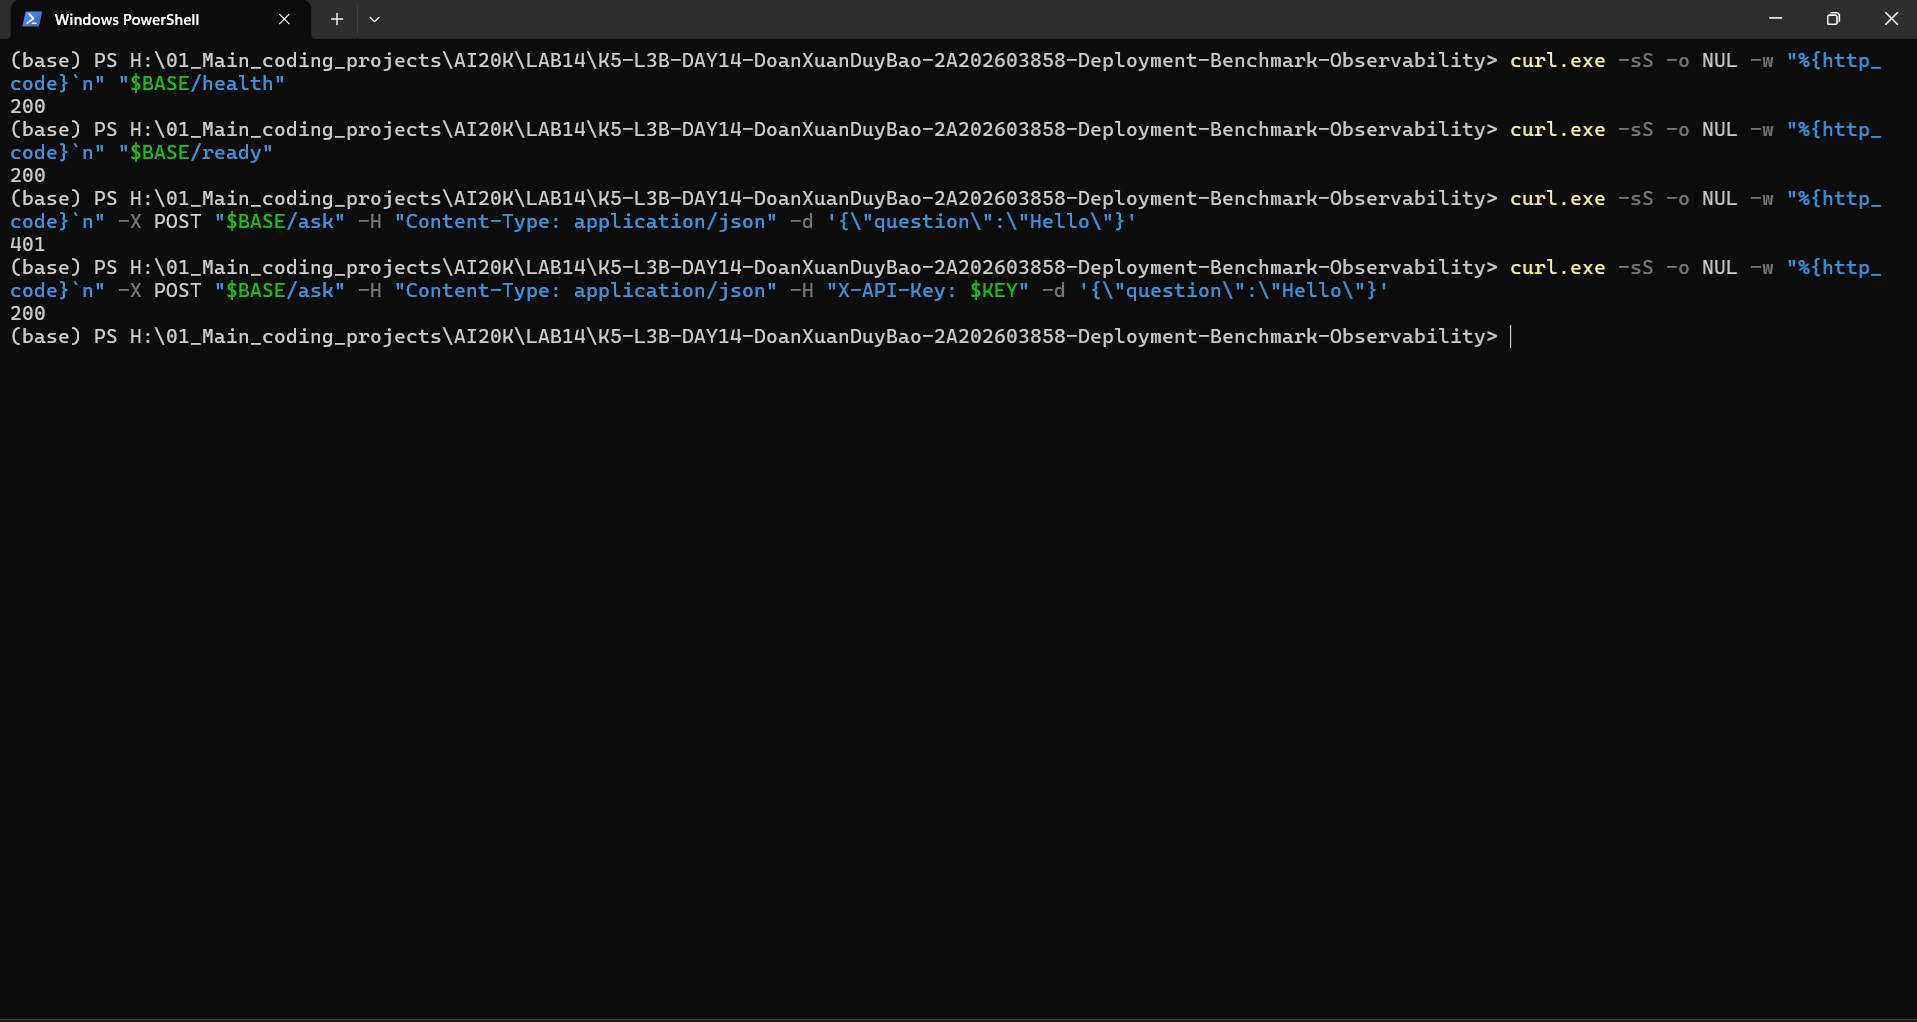 Windows PowerShell
(base) PS H:\01_Main_coding_projects\AI20K\LAB14\K5-L3B-DAY14-DoanXuanDuyBao-2A202603858-Deployment-Benchmark-Observability> curl.exe -sS -o NUL -w "%{http_
code}`n" "$BASE/health"
200
(base) PS H:\01_Main_coding_projects\AI20K\LAB14\K5-L3B-DAY14-DoanXuanDuyBao-2A202603858-Deployment-Benchmark-Observability> curl.exe -sS -o NUL -w "%{http_
code}`n" "$BASE/ready"
200
(base) PS H:\01_Main_coding_projects\AI20K\LAB14\K5-L3B-DAY14-DoanXuanDuyBao-2A202603858-Deployment-Benchmark-Observability> curl.exe -sS -o NUL -w "%{http_
code}`n" -X POST "$BASE/ask" -H "Content-Type: application/json" -d '{\"question\":\"Hello\"}'
401
(base) PS H:\01_Main_coding_projects\AI20K\LAB14\K5-L3B-DAY14-DoanXuanDuyBao-2A202603858-Deployment-Benchmark-Observability> curl.exe -sS -o NUL -w "%{http_
code}`n" -X POST "$BASE/ask" -H "Content-Type: application/json" -H "X-API-Key: $KEY" -d '{\"question\":\"Hello\"}'
200
(base) PS H:\01_Main_coding_projects\AI20K\LAB14\K5-L3B-DAY14-DoanXuanDuyBao-2A202603858-Deployment-Benchmark-Observability>